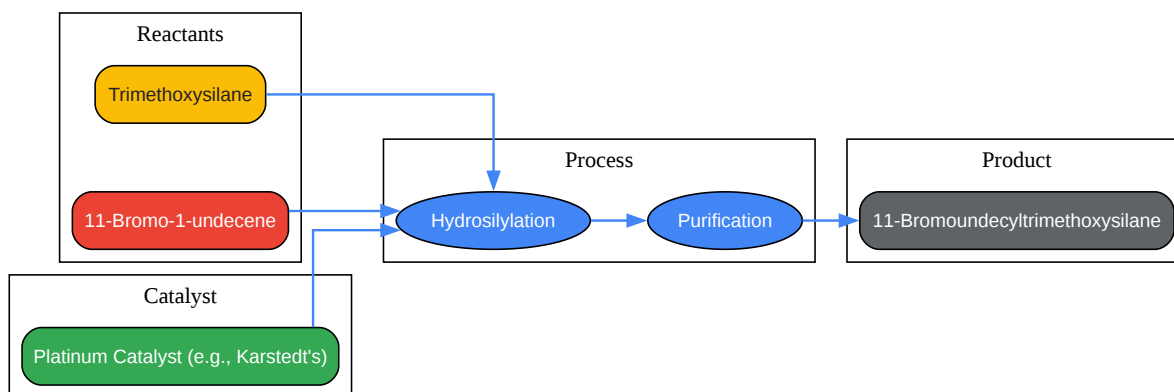 Reactants
Trimethoxysilane
11-Bromo-1-undecene
Catalyst
Platinum Catalyst (e.g., Karstedt's)
Process
Hydrosilylation
Purification
Product
11-Bromoundecyltrimethoxysilane